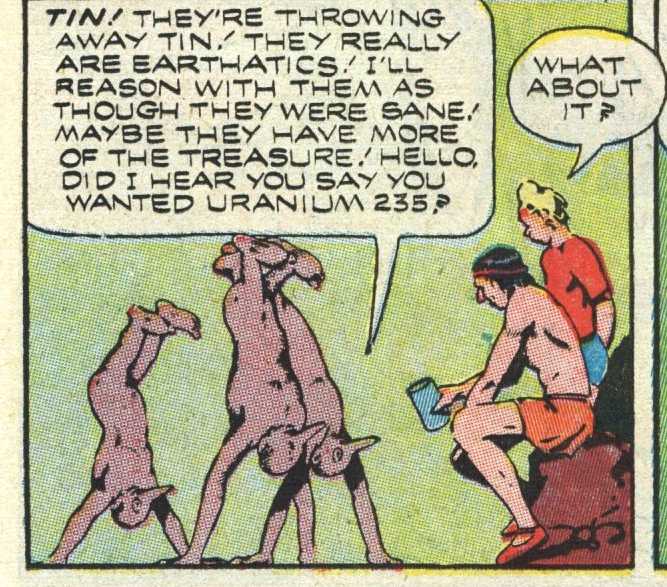 TIN! THEY'RE THROWING
AWAY TIN! THEY REALLY
ARE EARTHATICS! I'LL
REASON WITH THEM AS
THOUGH THEY WERE SANE!
MAYBE THEY HAVE MORE
OF THE TREASURE! HELLO,
DID I HEAR YOU SAY YOU
WANTED URANIUM 235?
WHAT
ABOUT
IT?